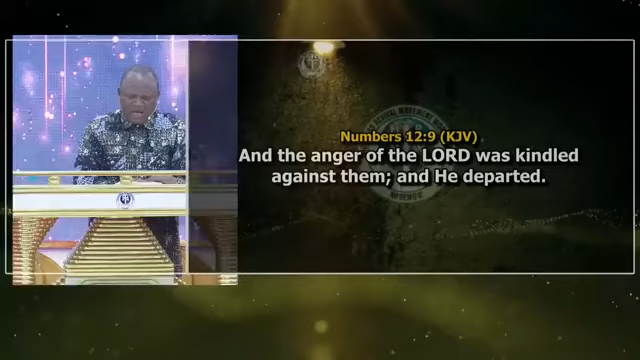 Numbers 12:9 (KJV)
And the anger of the LORD was kindled
against them; and He departed.